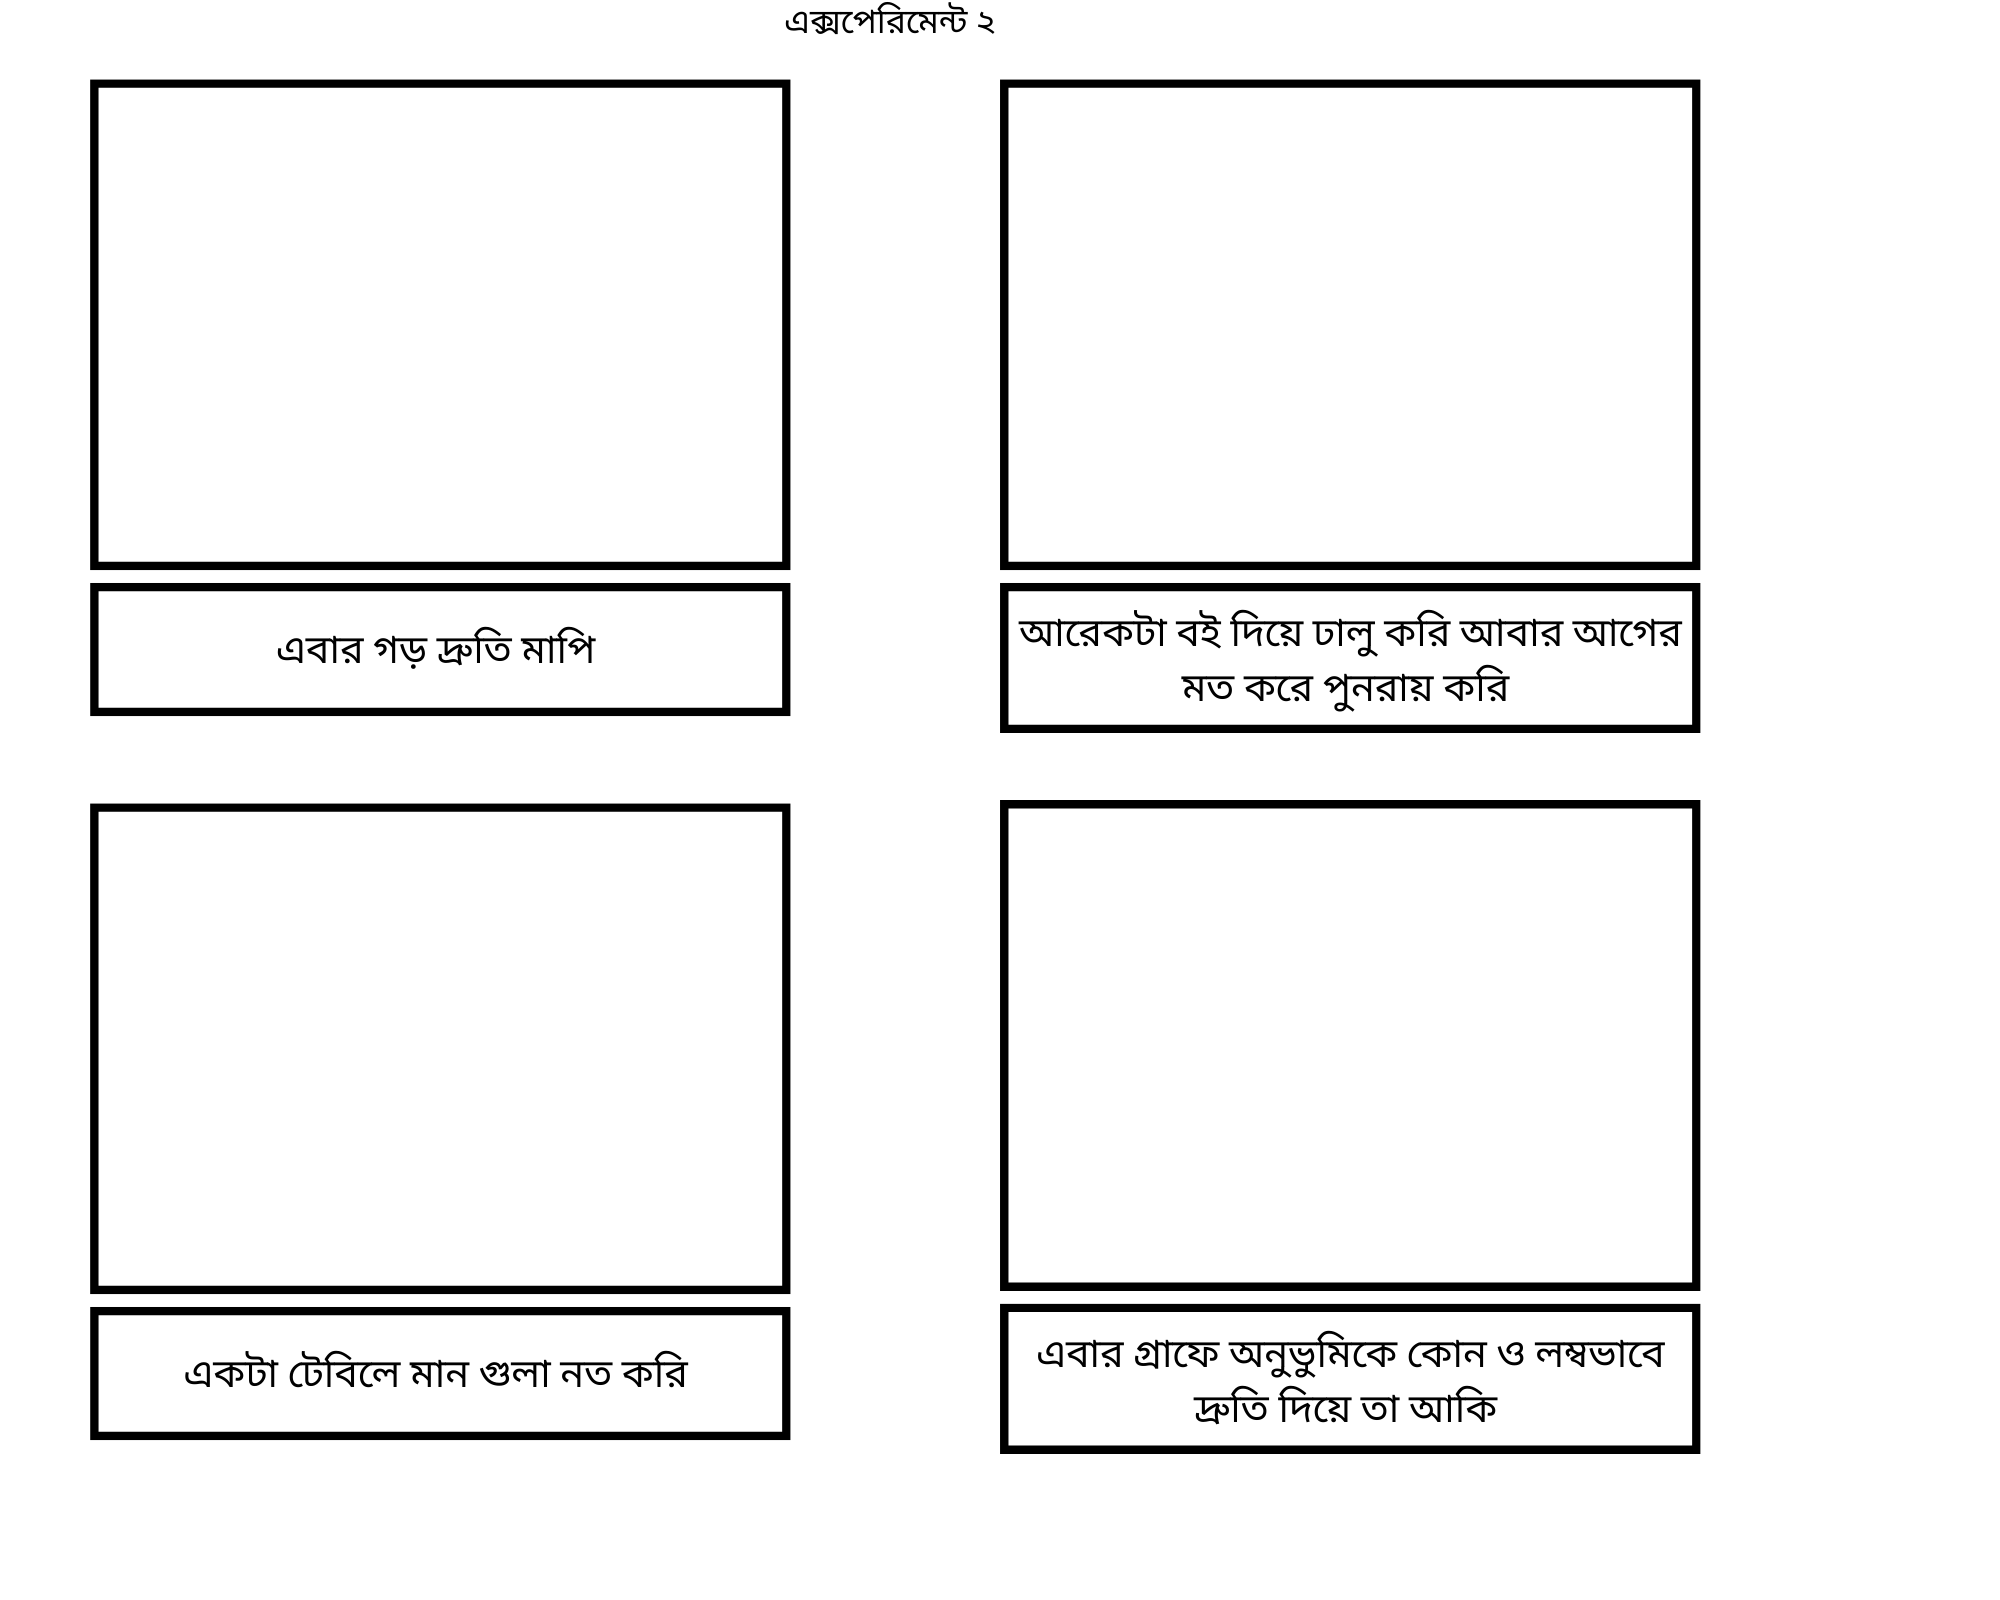 এক্সপেরিমেন্ট ২
এবার গড় দ্রুতি মাপি
আরেকটা বই দিয়ে ঢালু করি আবার আগের
মত করে পুনরায় করি
একটা টেবিলে মান গুলা নত করি
এবার গ্রাফে অনুভুমিকে কোন ও লম্বভাবে
দ্রুতি দিয়ে তা আকি